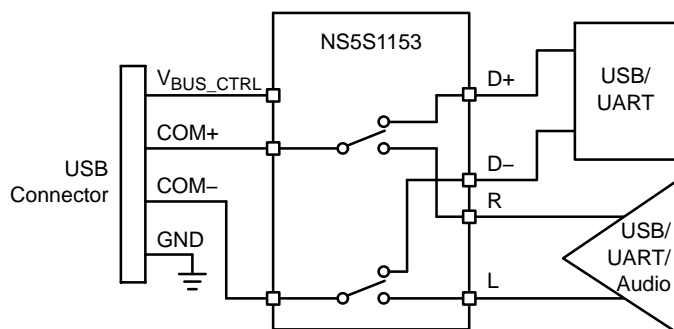 NS5S1153
VBUS_CTRL
D+
USB/
UART
COM+
USB
Connector
D–
COM–
R
GND
USB/
UART/
Audio
L